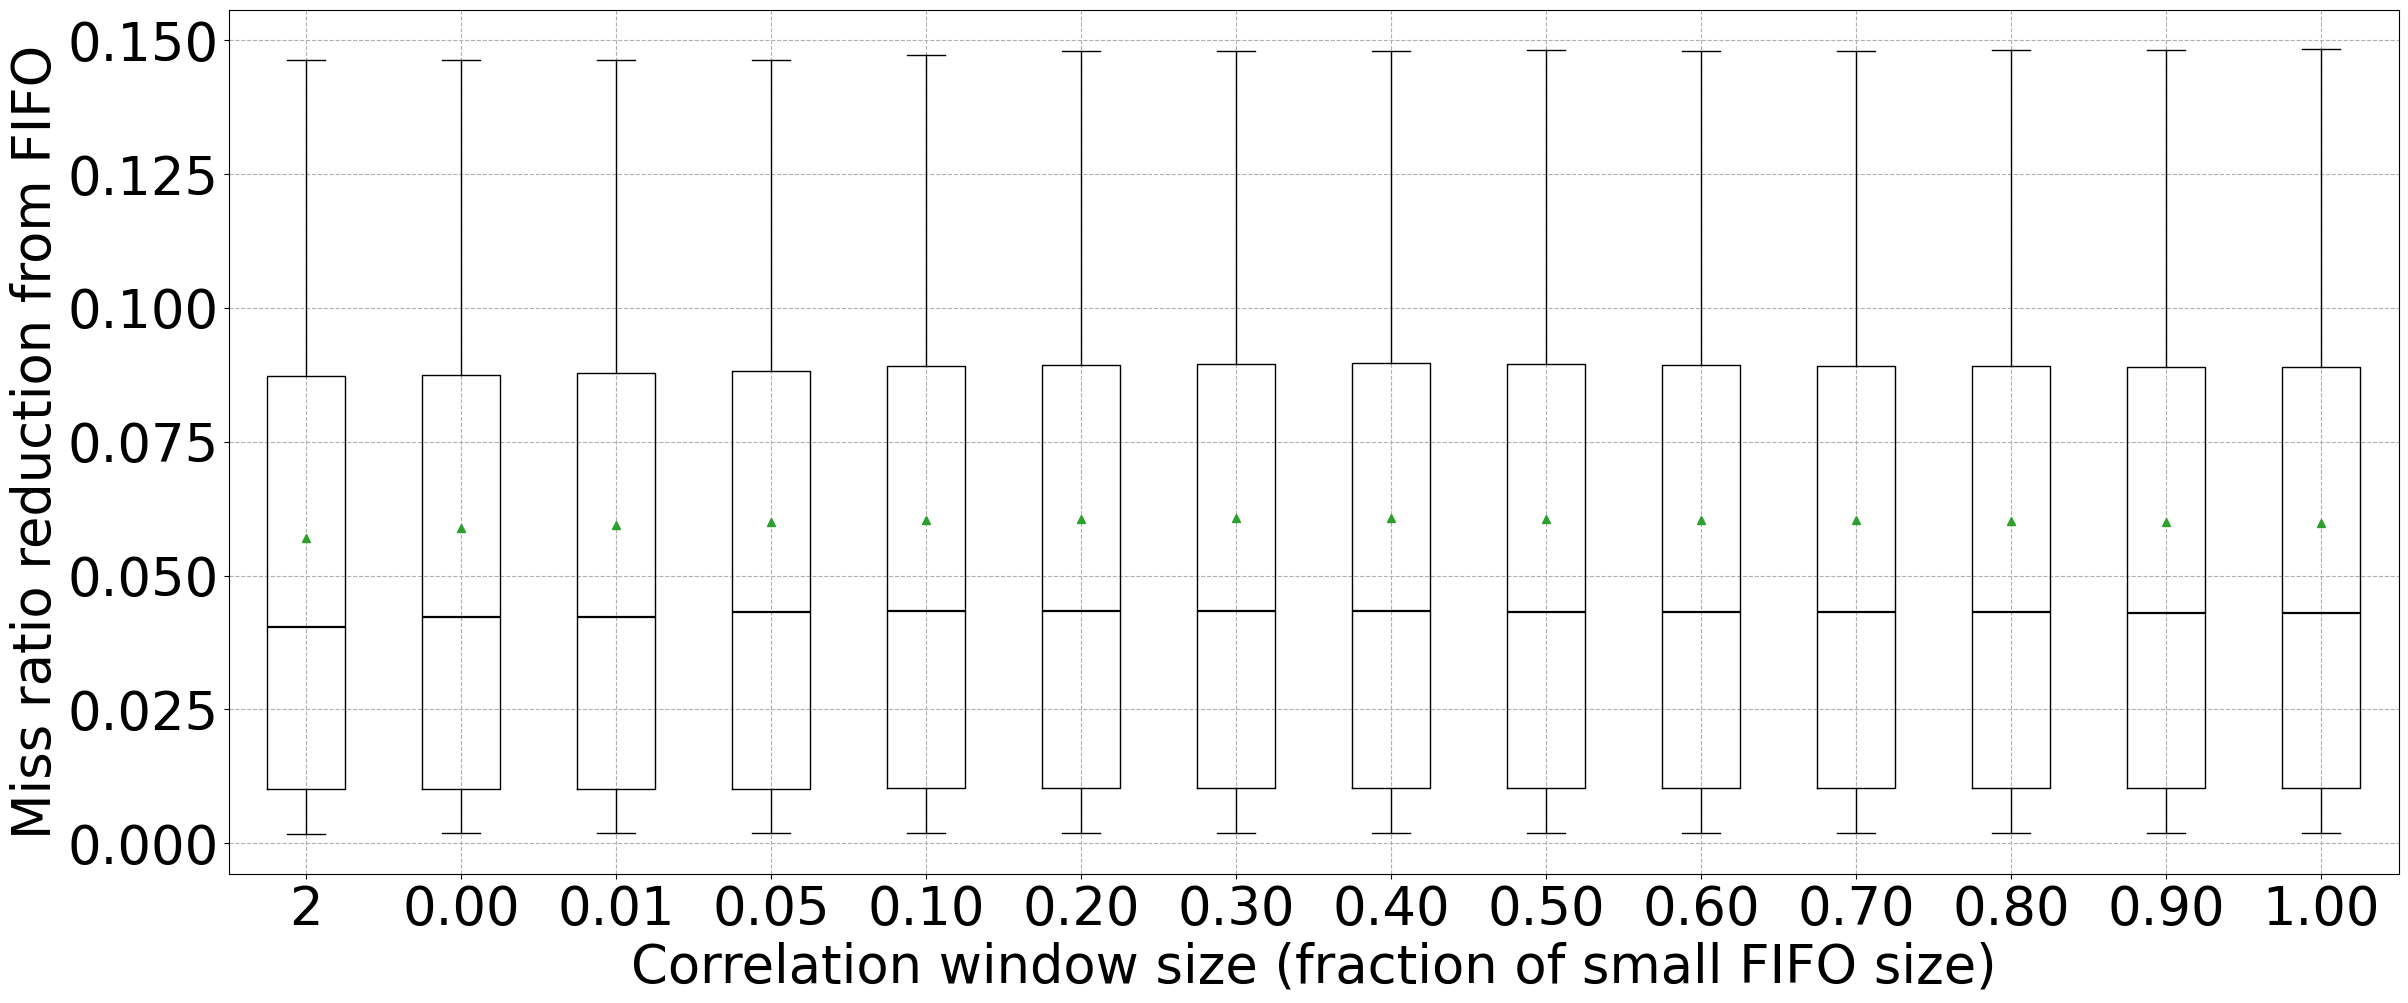 Miss ratio reduction from FIFO
0.150
0.125
0.100
0.075
0.050
0.025
0.000
2 0.00 0.01 0.05 0.10 0.20 0.30 0.40 0.50 0.60 0.70 0.80 0.90 1.00
Correlation window size (fraction of small FIFO size)